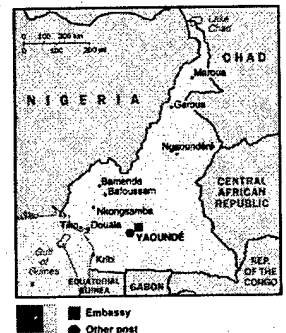 Lake
Chad
0 100 200 km
0 100 200 mi
CHAD
Maroua
NIGERIA
Garoua
Ngaoundéré
Bamenda
Bafoussam
CENTRAL
AFRICAN
REPUBLIC
Nkongsamba
Tiko
Douala
YAOUNDÉ
Gulf
of
Guinea
Kribi
EQUATORIAL
GUINEA
GABON
REP.
OF THE
CONGO
Embassy
Other post